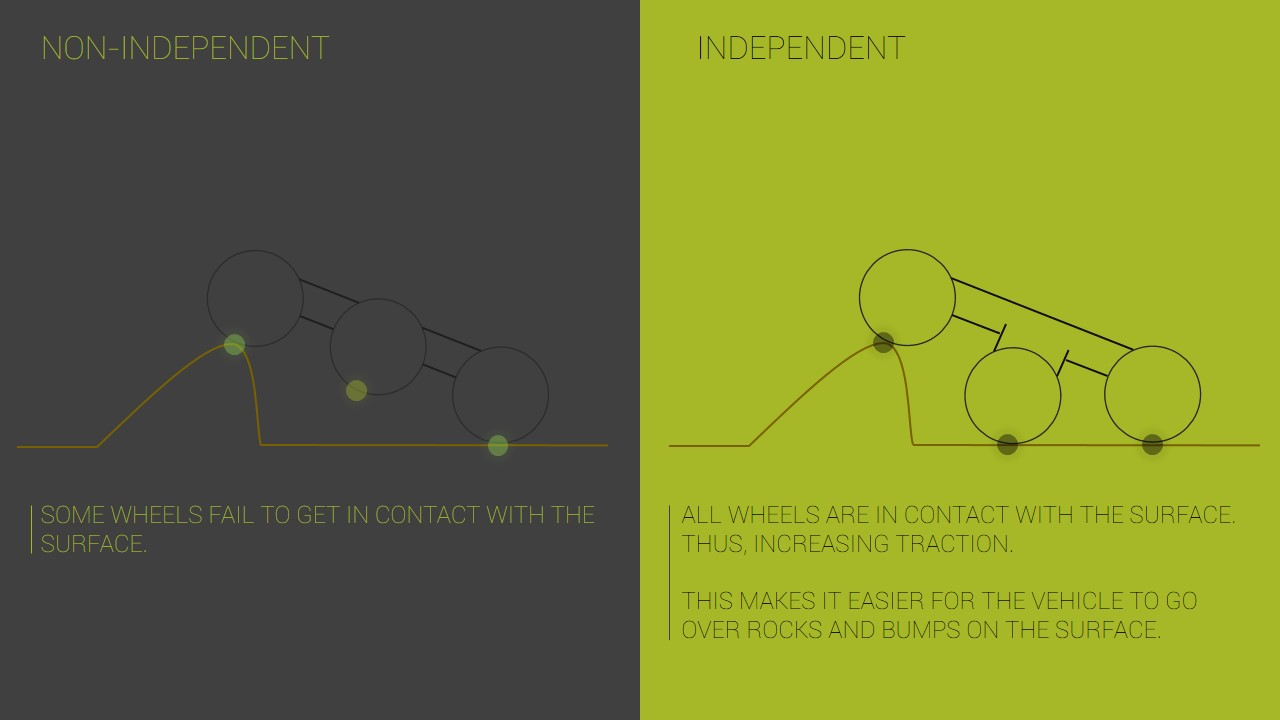 NON-INDEPENDENT
SOME WHEELS FAIL TO GET IN CONTACT WITH THE
SURFACE.
INDEPENDENT
ALL WHEELS ARE IN CONTACT WITH THE SURFACE.
THUS, INCREASING TRACTION.
THIS MAKES IT EASIER FOR THE VEHICLE TO GO
OVER ROCKS AND BUMPS ON THE SURFACE.